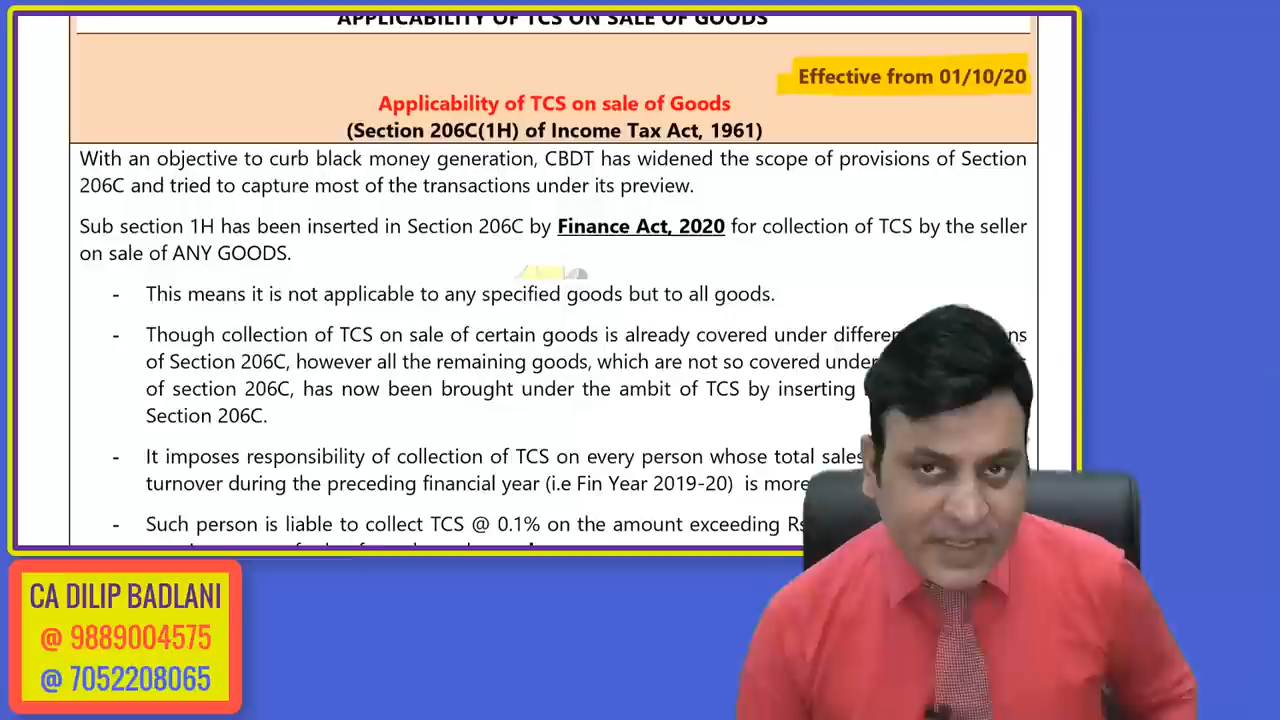 APPLICABILITY OF TCS ON SALE OF GOODS
Effective from 01/10/20
Applicability of TCS on sale of Goods
(Section 206C(1H) of Income Tax Act, 1961)
With an objective to curb black money generation, CBDT has widened the scope of provisions of Section
206C and tried to capture most of the transactions under its preview.
Sub section 1H has been inserted in Section 206C by Finance Act, 2020 for collection of TCS by the seller
on sale of ANY GOODS.
- This means it is not applicable to any specified goods but to all goods.
- Though collection of TCS on sale of certain goods is already covered under
of Section 206C, however all the remaining goods, which are not so covered under
of section 206C, has now been brought under the ambit of TCS by inserting
Section 206C.
- It imposes responsibility of collection of TCS on every person whose total sales
turnover during the preceding financial year (i.e Fin Year 2019-20) is more
- Such person is liable to collect TCS @ 0.1% on the amount exceeding Rs
CA DILIP BADLANI
@ 9889004575
@ 7052208065